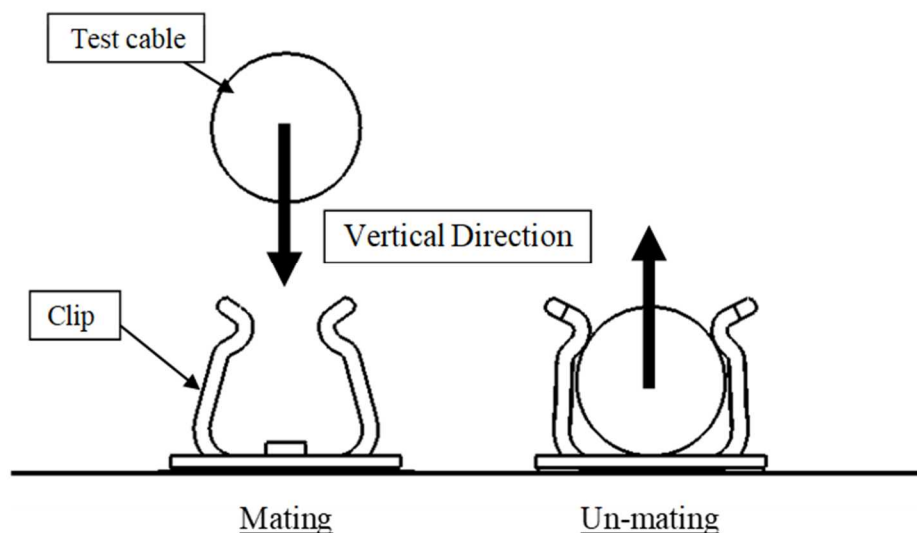 Test cable
Vertical Direction
Clip
Mating
Un-mating